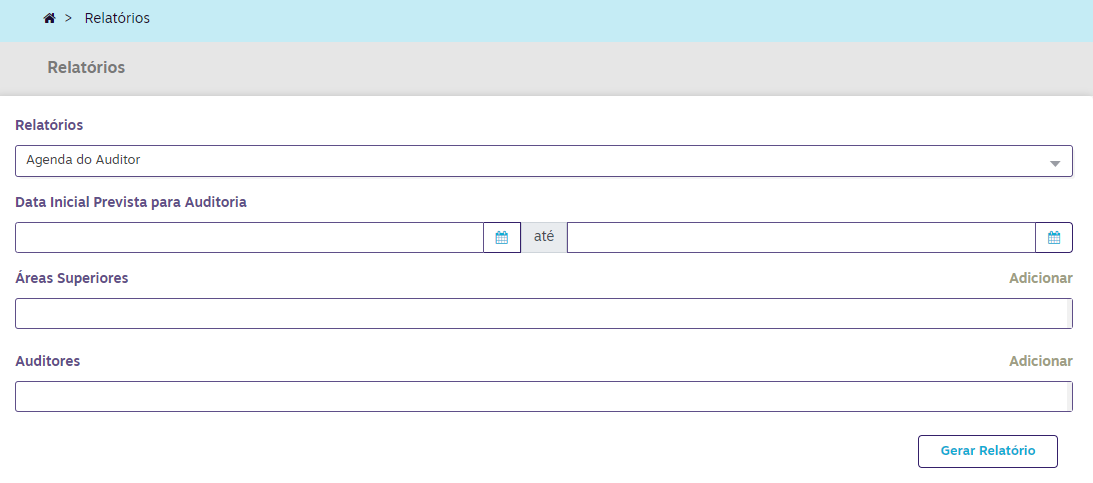 > Relatórios
Relatórios
Relatórios
Agenda do Auditor
Data Inicial Prevista para Auditoria
até
Áreas Superiores Adicionar
Auditores Adicionar
Gerar Relatório